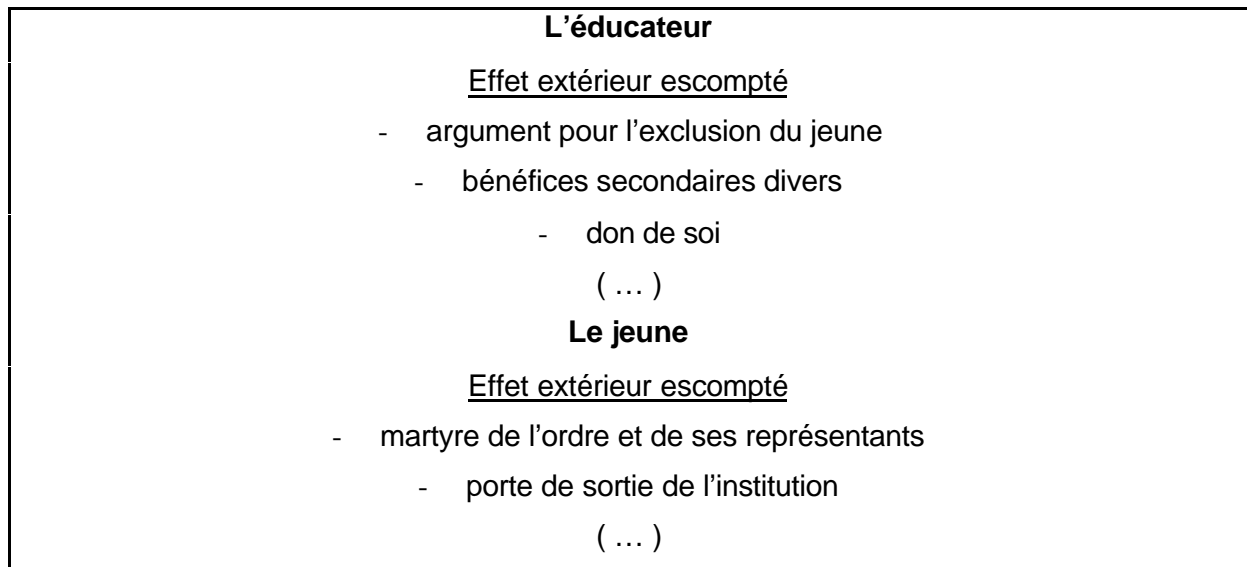 L’éducateur
Effet extérieur escompté
- argument pour l’exclusion du jeune
- bénéfices secondaires divers
- don de soi
( … )
Le jeune
Effet extérieur escompté
- martyre de l’ordre et de ses représentants
- porte de sortie de l’institution
( … )